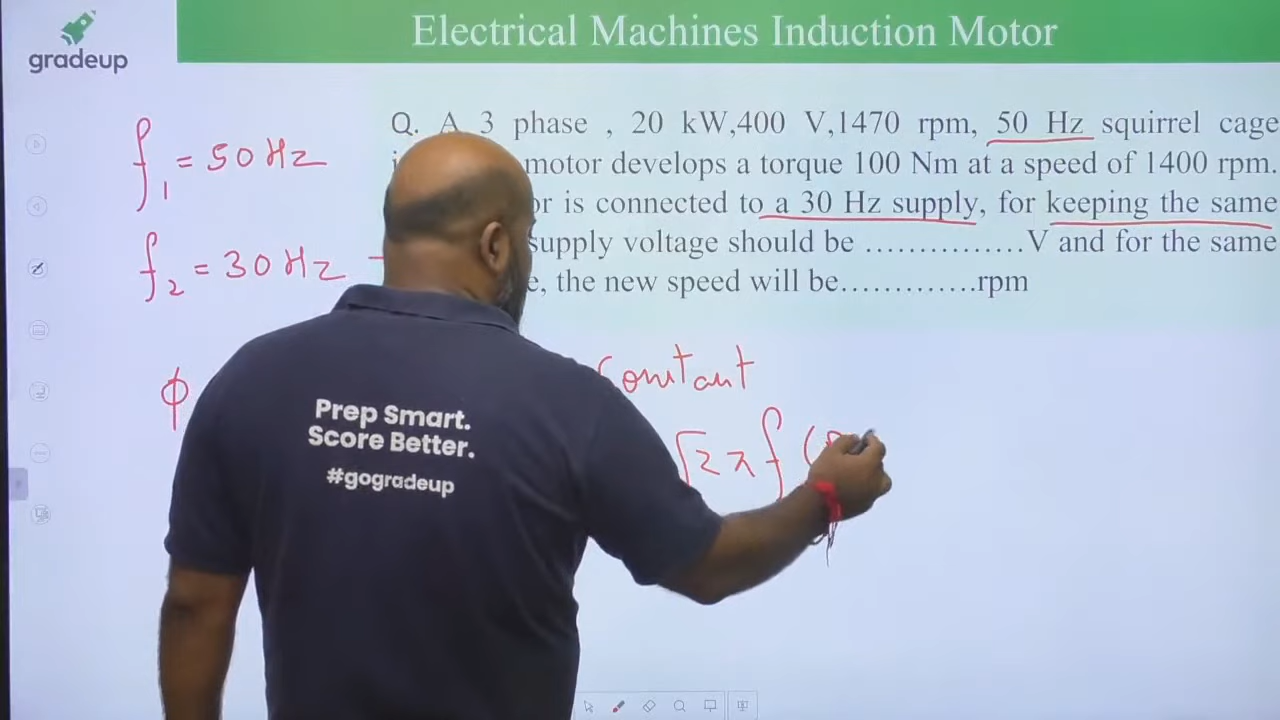 gradeup
Electrical Machines Induction Motor
f1 = 50 Hz
f2 = 30 Hz
Q. A 3 phase , 20 kW,400 V,1470 rpm, 50 Hz squirrel cage
motor develops a torque 100 Nm at a speed of 1400 rpm.
is connected to a 30 Hz supply, for keeping the same
supply voltage should be ……………V and for the same
the new speed will be………….rpm
ϕ
Constant
√2 π f (
Prep Smart.
Score Better.
#gogradeup